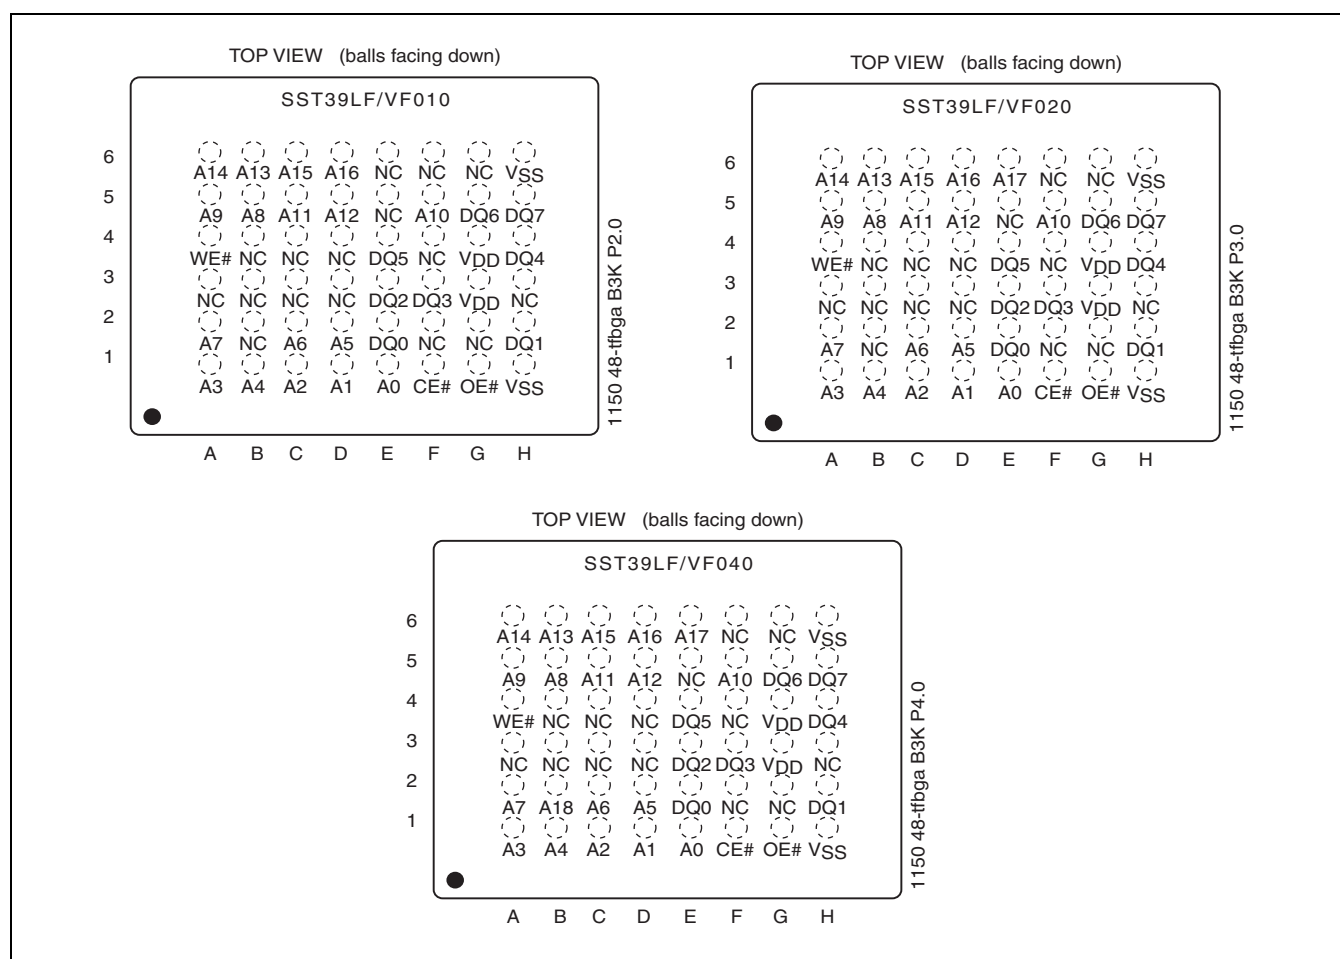 TOP VIEW (balls facing down)
SST39LF/VF010
6
A14 A13 A15 A16 NC NC NC VSS
5
A9 A8 A11 A12 NC A10 DQ6 DQ7
4
WE# NC NC NC DQ5 NC VDD DQ4
3
NC NC NC NC DQ2 DQ3 VDD NC
2
A7 NC A6 A5 DQ0 NC NC DQ1
1
A3 A4 A2 A1 A0 CE# OE# VSS
A B C D E F G H
1150 48-tfbga B3K P2.0
TOP VIEW (balls facing down)
SST39LF/VF020
6
A14 A13 A15 A16 A17 NC NC VSS
5
A9 A8 A11 A12 NC A10 DQ6 DQ7
4
WE# NC NC NC DQ5 NC VDD DQ4
3
NC NC NC NC DQ2 DQ3 VDD NC
2
A7 NC A6 A5 DQ0 NC NC DQ1
1
A3 A4 A2 A1 A0 CE# OE# VSS
A B C D E F G H
1150 48-tfbga B3K P3.0
TOP VIEW (balls facing down)
SST39LF/VF040
6
A14 A13 A15 A16 A17 NC NC VSS
5
A9 A8 A11 A12 NC A10 DQ6 DQ7
4
WE# NC NC NC DQ5 NC VDD DQ4
3
NC NC NC NC DQ2 DQ3 VDD NC
2
A7 A18 A6 A5 DQ0 NC NC DQ1
1
A3 A4 A2 A1 A0 CE# OE# VSS
A B C D E F G H
1150 48-tfbga B3K P4.0